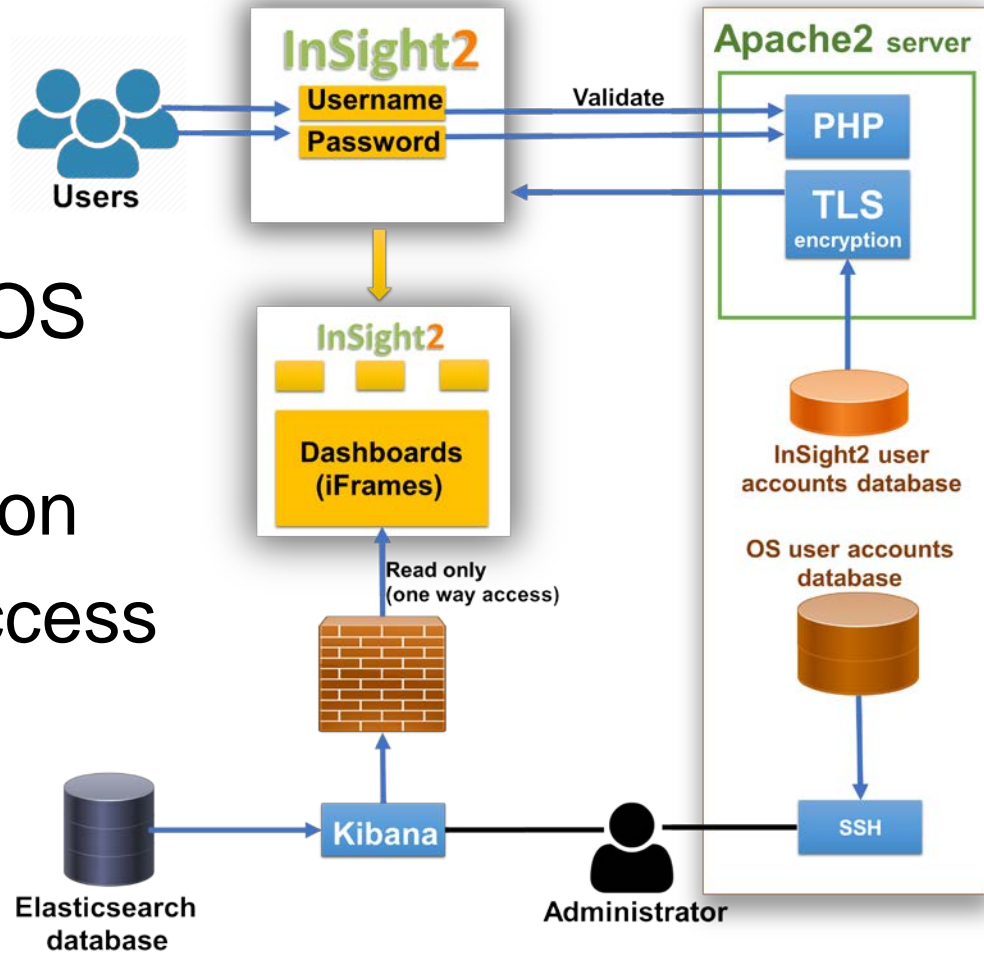 InSight2
Username
Password
Validate
Users
Apache2 server
PHP
TLS
encryption
OS
on
ccess
InSight2
Dashboards
(iFrames)
Read only
(one way access)
InSight2 user
accounts database
OS user accounts
database
SSH
Kibana
Administrator
Elasticsearch
database